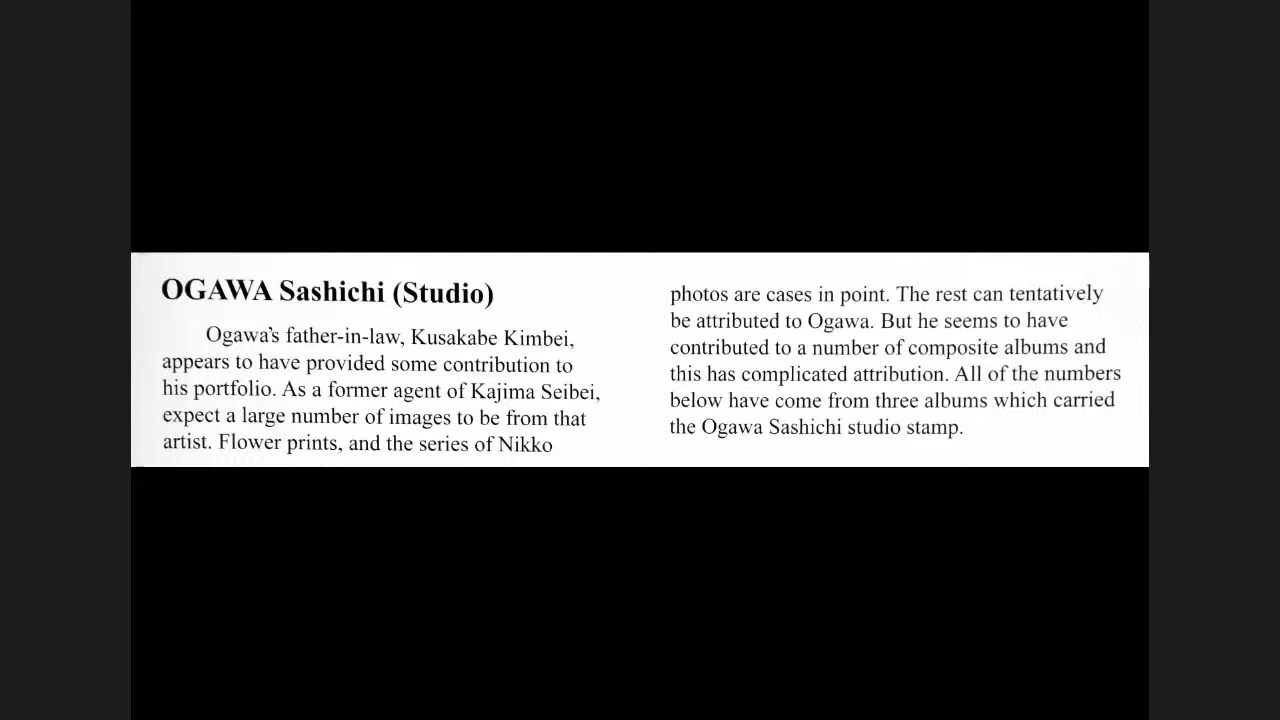 OGAWA Sashichi (Studio)
Ogawa's father-in-law, Kusakabe Kimbei,
appears to have provided some contribution to
his portfolio. As a former agent of Kajima Seibei,
expect a large number of images to be from that
artist. Flower prints, and the series of Nikko
photos are cases in point. The rest can tentatively
be attributed to Ogawa. But he seems to have
contributed to a number of composite albums and
this has complicated attribution. All of the numbers
below have come from three albums which carried
the Ogawa Sashichi studio stamp.